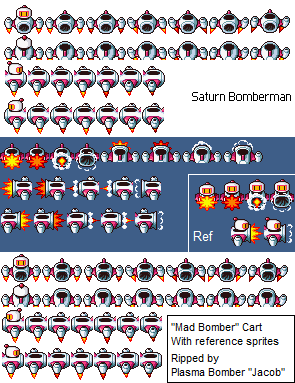 Saturn Bomberman
Ref
"Mad Bomber" Cart
With reference sprites
Ripped by
Plasma Bomber "Jacob"